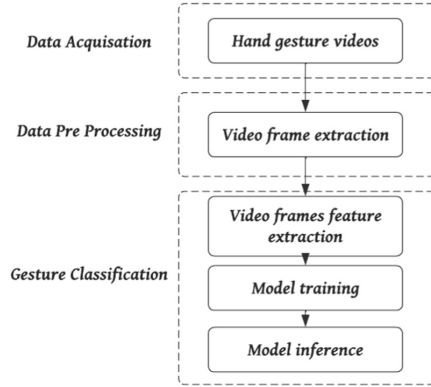 Data Acquisation
Hand gesture videos
Data Pre Processing
Video frame extraction
Video frames feature
extraction
Gesture Classification
Model training
Model inference